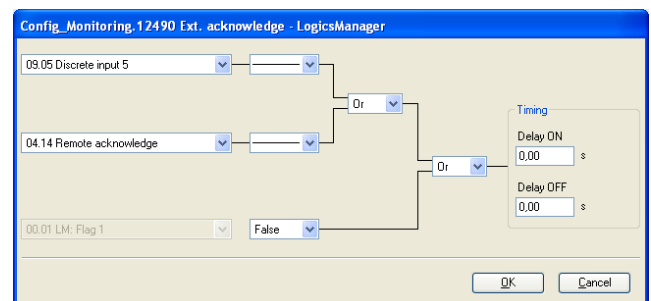 Config_Monitoring.12490 Ext. acknowledge - LogicsManager
09.05 Discrete input 5
Or
Timing
Delay ON
04.14 Remote acknowledge
0,00 s
Or
Delay OFF
0,00 s
00.01 LM: Flag 1 False
OK Cancel